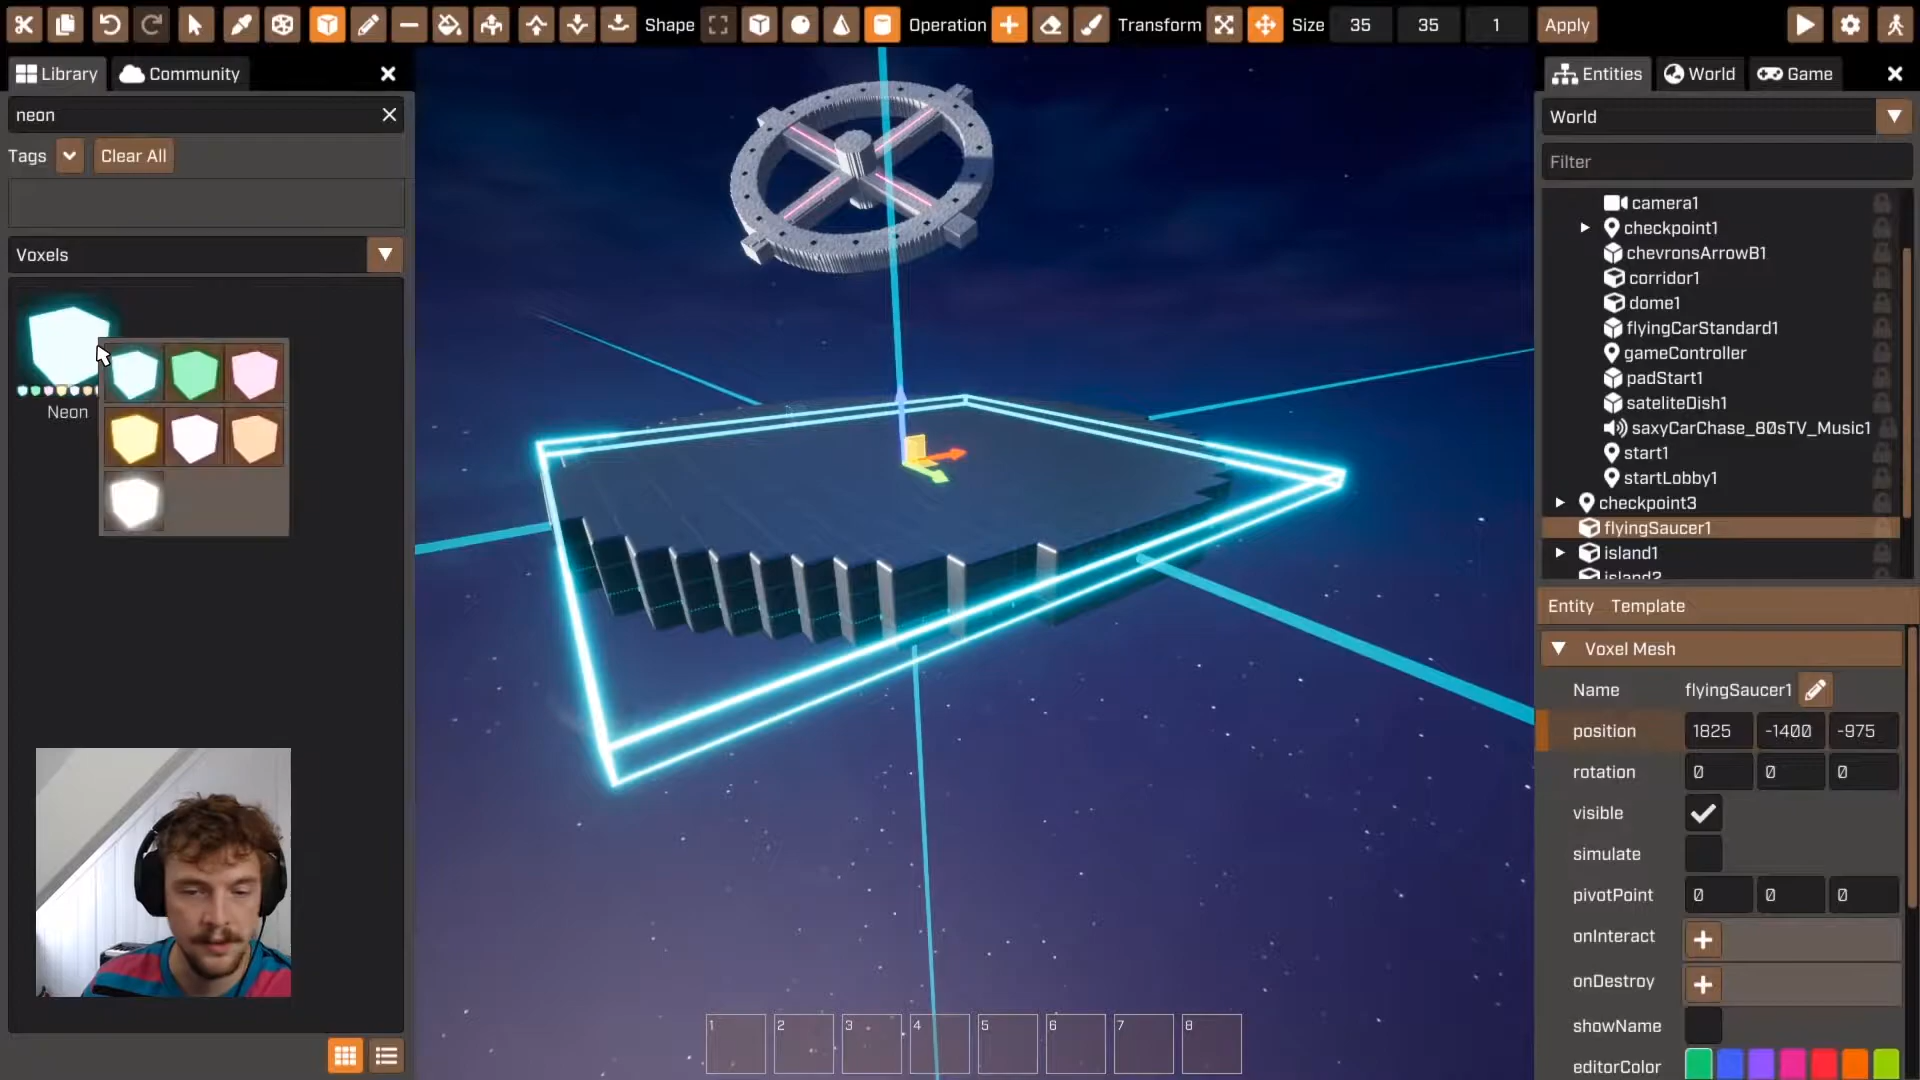 Shape
Operation
Transform
Size
35
35
1
Apply
Library
Community
neon
Tags
Clear All
Voxels
Neon
1
2
3
4
5
6
7
8
Entities
World
Game
World
Filter
camera1
checkpoint1
chevronsArrowB1
corridor1
dome1
flyingCarStandard1
gameController
padStart1
sateliteDish1
saxyCarChase_80sTV_Music1
start1
startLobby1
checkpoint3
flyingSaucer1
island1
island2
Entity
Template
Voxel Mesh
Name
flyingSaucer1
position
1825
-1400
-975
rotation
0
0
0
visible
simulate
pivotPoint
0
0
0
onInteract
onDestroy
showName
editorColor